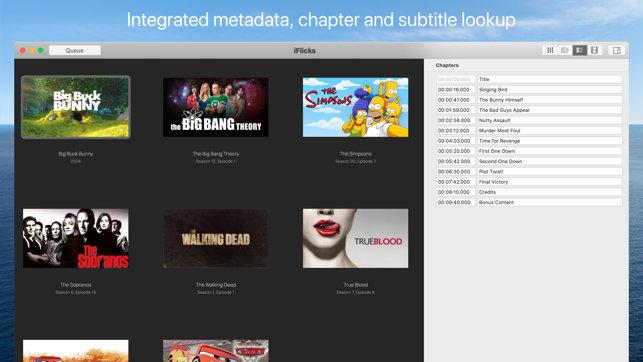 Integrated metadata, chapter and subtitle lookup
Queue
iFlicks
Chapters
Big Buck
BUNNY
Big Buck Bunny
2008
the BIG BANG THEORY
The Big Bang Theory
Season 12, Episode 1
THE SIMPSONS
The Simpsons
Season 30, Episode 7
The Sopranos
The Sopranos
Season 6, Episode 15
THE WALKING DEAD
The Walking Dead
Season 1, Episode 1
TRUEBLOOD
True Blood
Season 7, Episode 8
Cars
00:00:00.000 Title
00:00:16.000 Singing Bird
00:00:47.000 The Bunny Himself
00:01:59.000 The Bad Guys Appear
00:02:54.000 Nutty Assault
00:03:12.000 Murder Most Foul
00:04:03.000 Time for Revenge
00:05:20.000 First One Down
00:05:42.000 Second One Down
00:06:30.000 Plot Twist!
00:07:42.000 Final Victory
00:08:10.000 Credits
00:09:40.000 Bonus Content